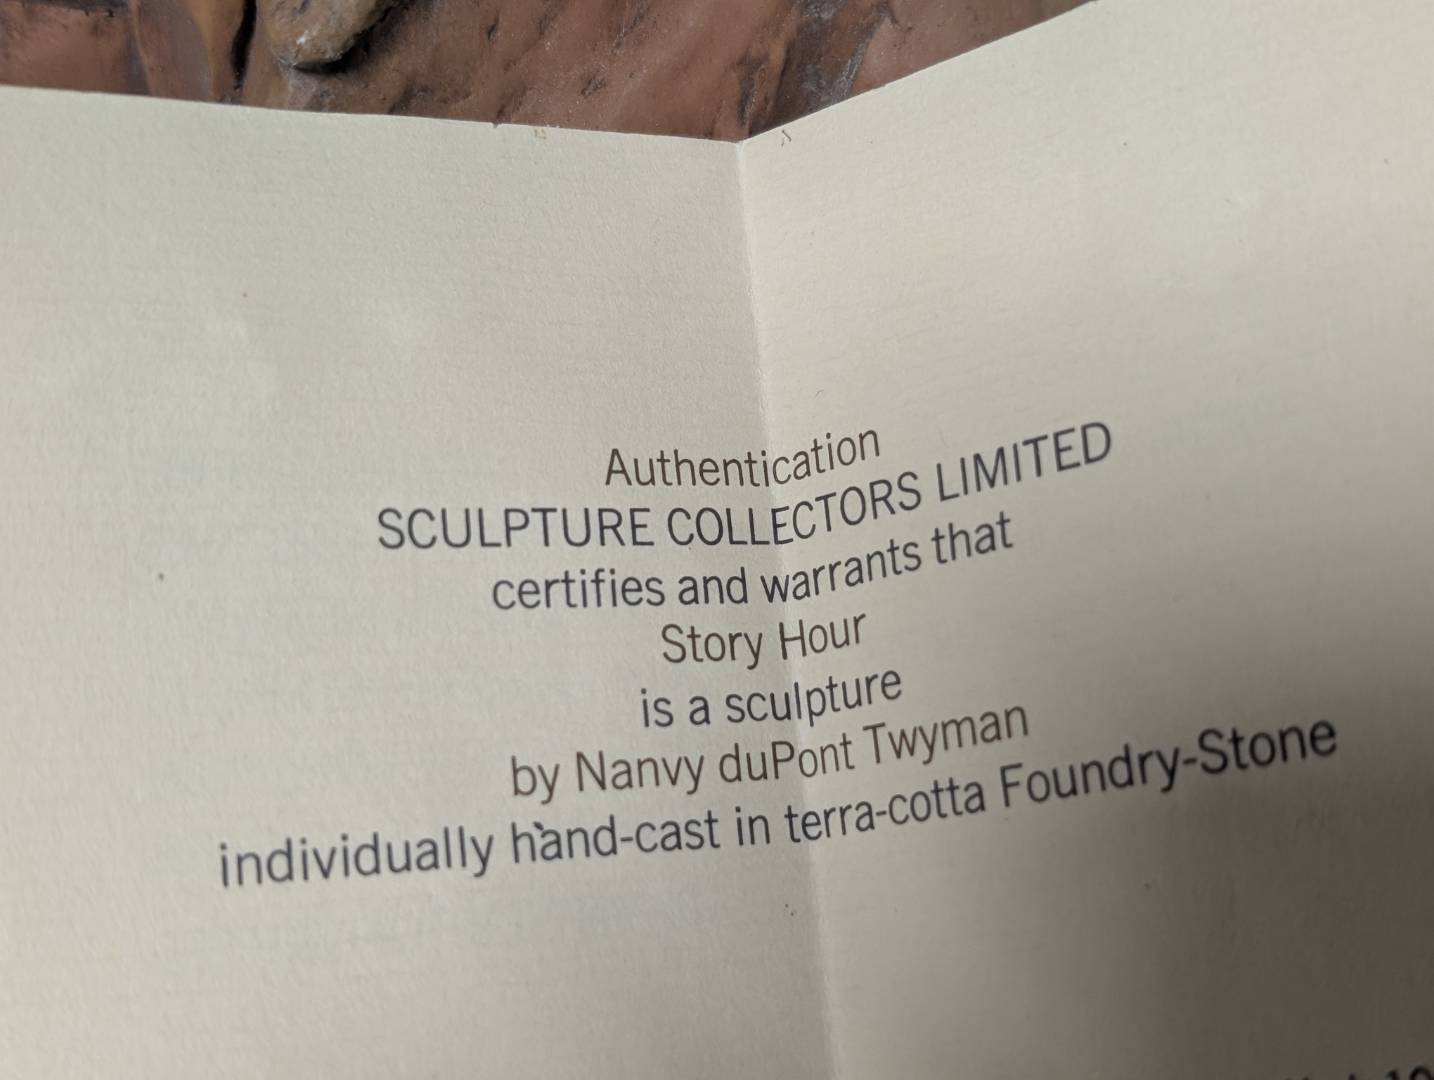 Authentication
SCULPTURE COLLECTORS LIMITED
certifies and warrants that
Story Hour
is a sculpture
by Nanvy duPont Twyman
individually hand-cast in terra-cotta Foundry-Stone